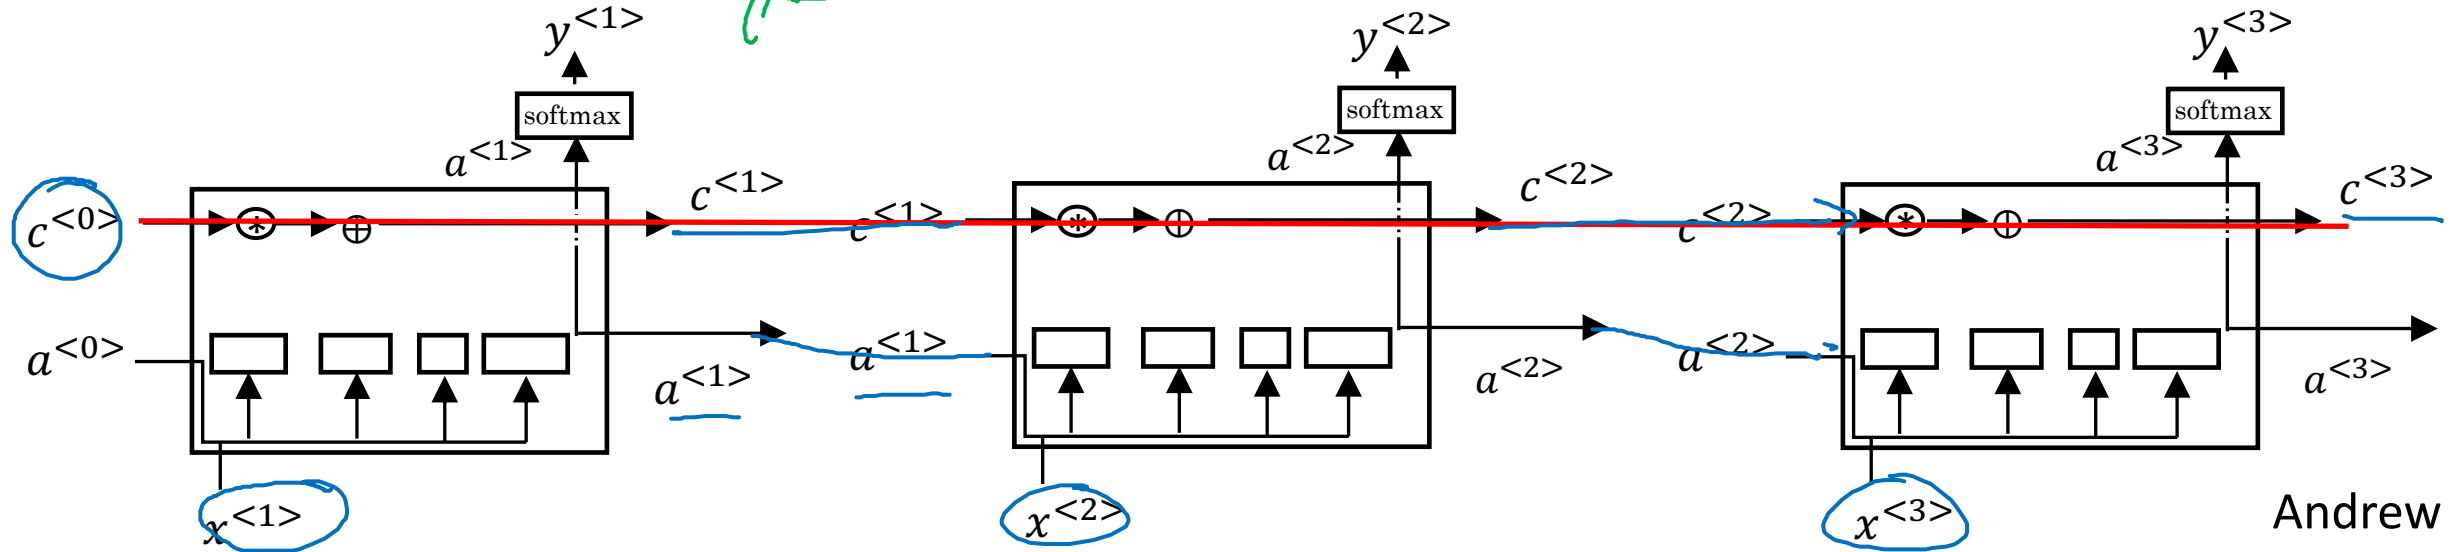 y<1> y<2> y<3>
softmax softmax softmax
a<1> a<2> a<3>
c<0> * ⊕ c<1> c<1> * ⊕ c<2> c<2> * ⊕ c<3>
a<0> a<1> a<1> a<2> a<2> a<3>
x<1> x<2> x<3>
Andrew